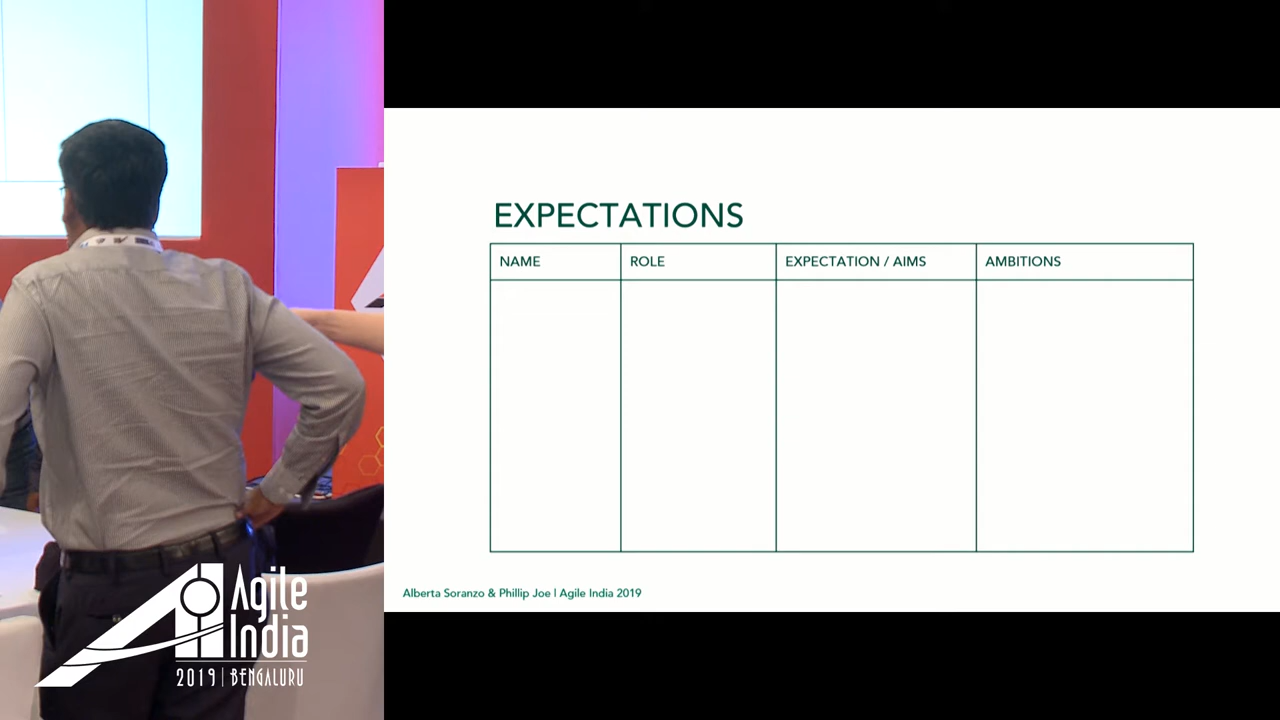 EXPECTATIONS
NAME
ROLE
EXPECTATION / AIMS
AMBITIONS
Alberta Soranzo & Phillip Joe | Agile India 2019
Agile
India
2019 | BENGALURU